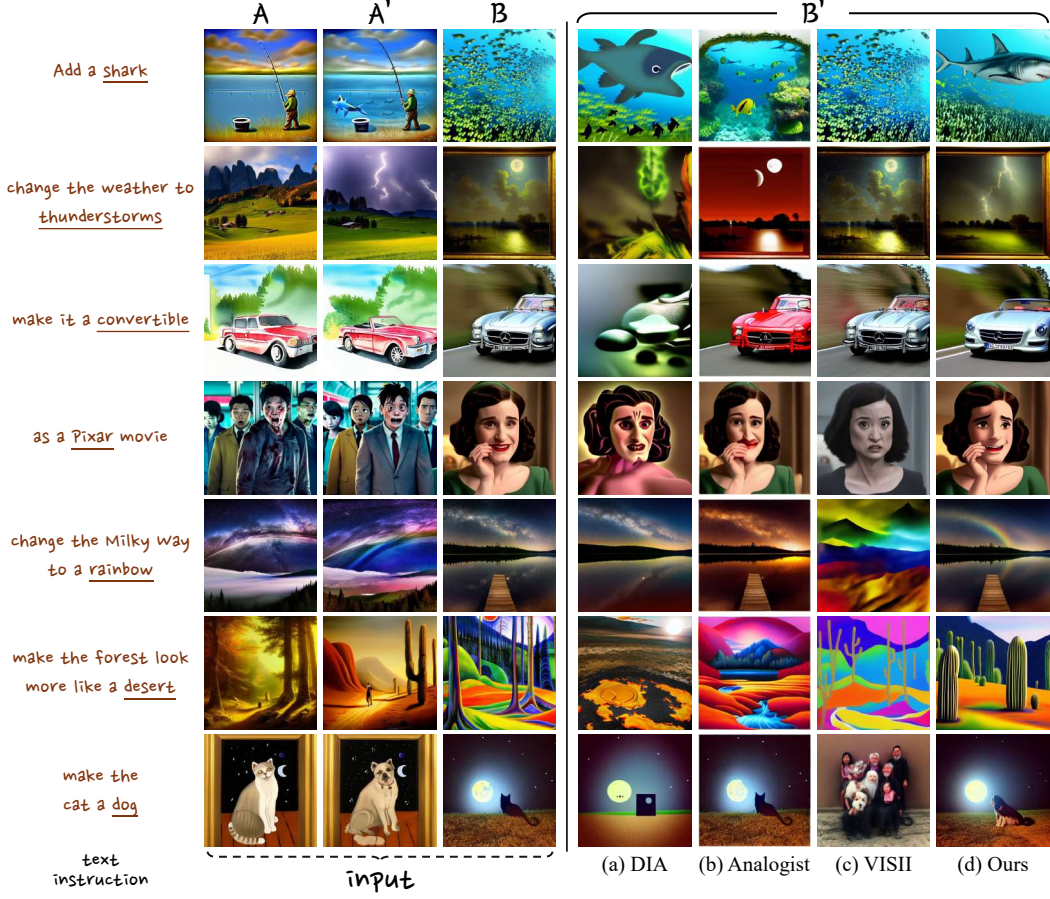 A A' B B'
Add a shark
change the weather to
thunderstorms
make it a convertible
as a Pixar movie
change the Milky Way
to a rainbow
make the forest look
more like a desert
make the
cat a dog
text
instruction
input
(a) DIA (b) Analogist (c) VISII (d) Ours